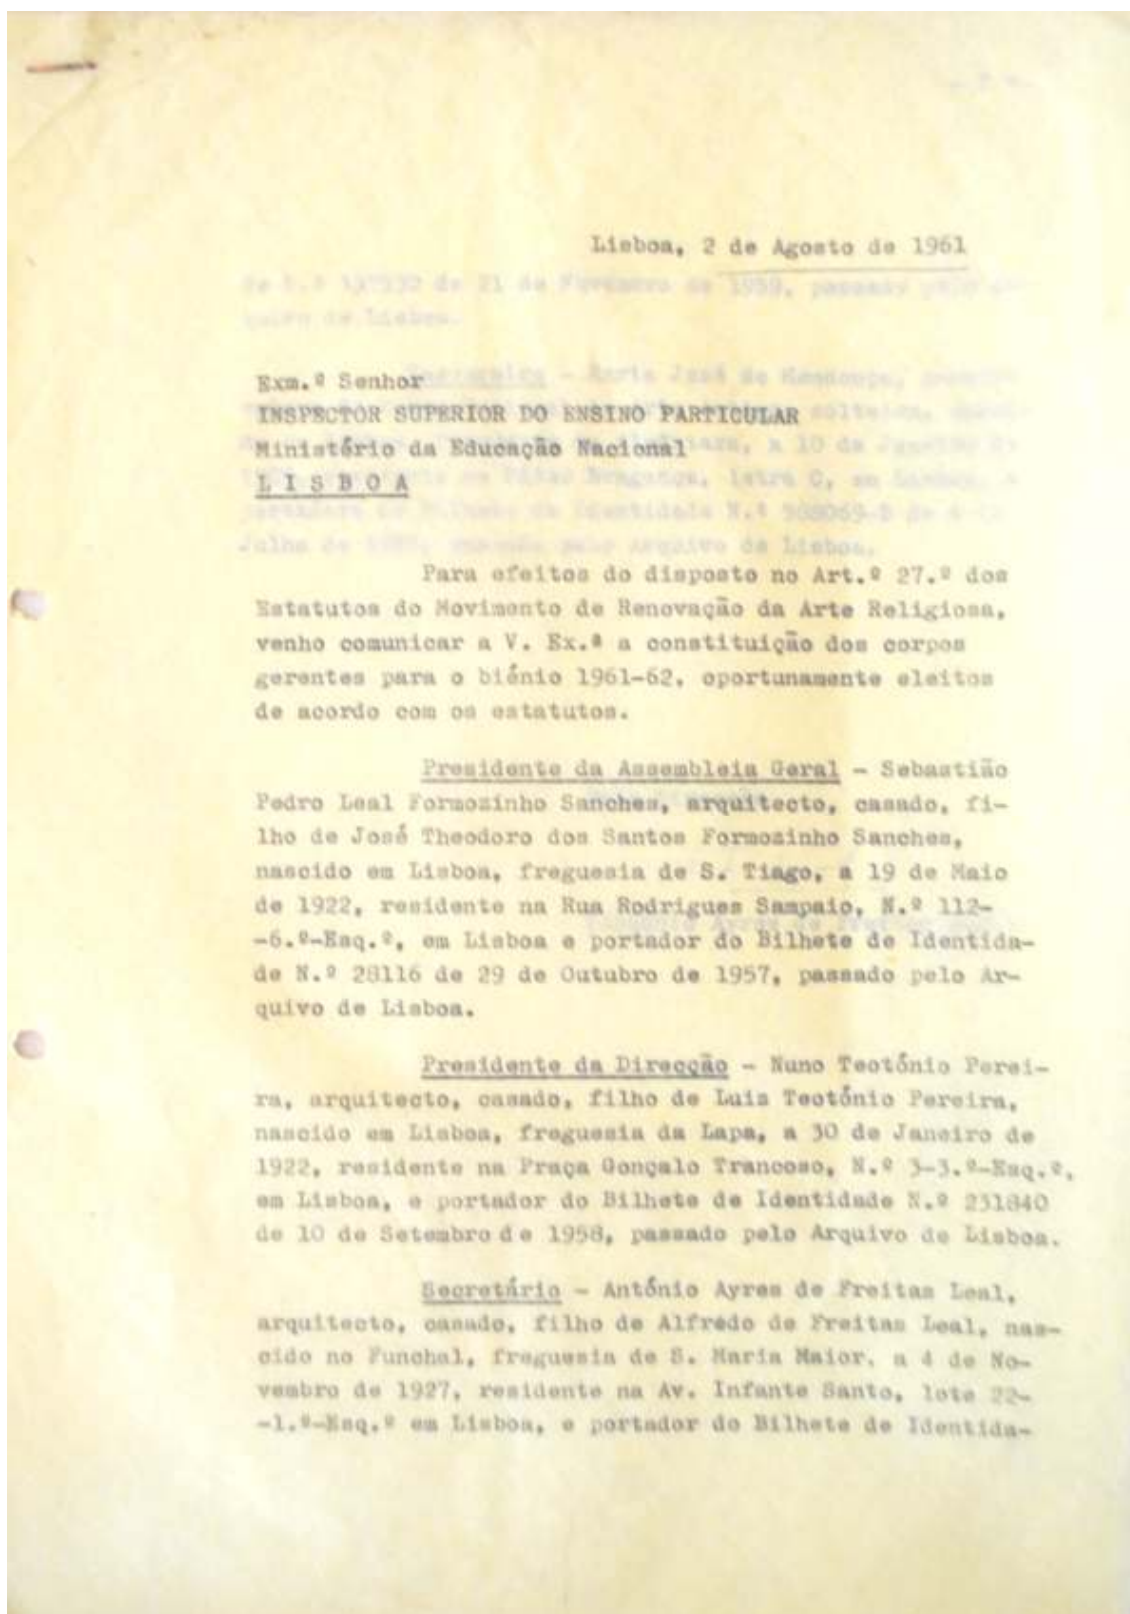 Lisboa, 2 de Agosto de 1961
Exm.º Senhor
INSPECTOR SUPERIOR DO ENSINO PARTICULAR
Ministério da Educação Nacional
L I S B O A
Para efeitos do disposto no Art.º 27.º dos
Estatutos do Movimento de Renovação da Arte Religiosa,
venho comunicar a V. Ex.ª a constituição dos corpos
gerentes para o biénio 1961-62, oportunamente eleitos
de acordo com os estatutos.
Presidente da Assembleia Geral - Sebastião
Pedro Leal Formosinho Sanches, arquitecto, casado, fi-
lho de José Theodoro dos Santos Formosinho Sanches,
nascido em Lisboa, freguesia de S. Tiago, a 19 de Maio
de 1922, residente na Rua Rodrigues Sampaio, N.º 112-
-6.º-Esq.º, em Lisboa e portador do Bilhete de Identida-
de N.º 28116 de 29 de Outubro de 1957, passado pelo Ar-
quivo de Lisboa.
Presidente da Direcção - Nuno Teotónio Perei-
ra, arquitecto, casado, filho de Luis Teotónio Pereira,
nascido em Lisboa, freguesia da Lapa, a 30 de Janeiro de
1922, residente na Praça Gonçalo Trancoso, N.º 3-3.º-Esq.º,
em Lisboa, e portador do Bilhete de Identidade N.º 231840
de 10 de Setembro de 1958, passado pelo Arquivo de Lisboa.
Secretário - António Ayres de Freitas Leal,
arquitecto, casado, filho de Alfredo de Freitas Leal, nas-
cido no Funchal, freguesia de S. Maria Maior, a 4 de No-
vembro de 1927, residente na Av. Infante Santo, lote 22-
-1.º-Esq.º em Lisboa, e portador do Bilhete de Identida-